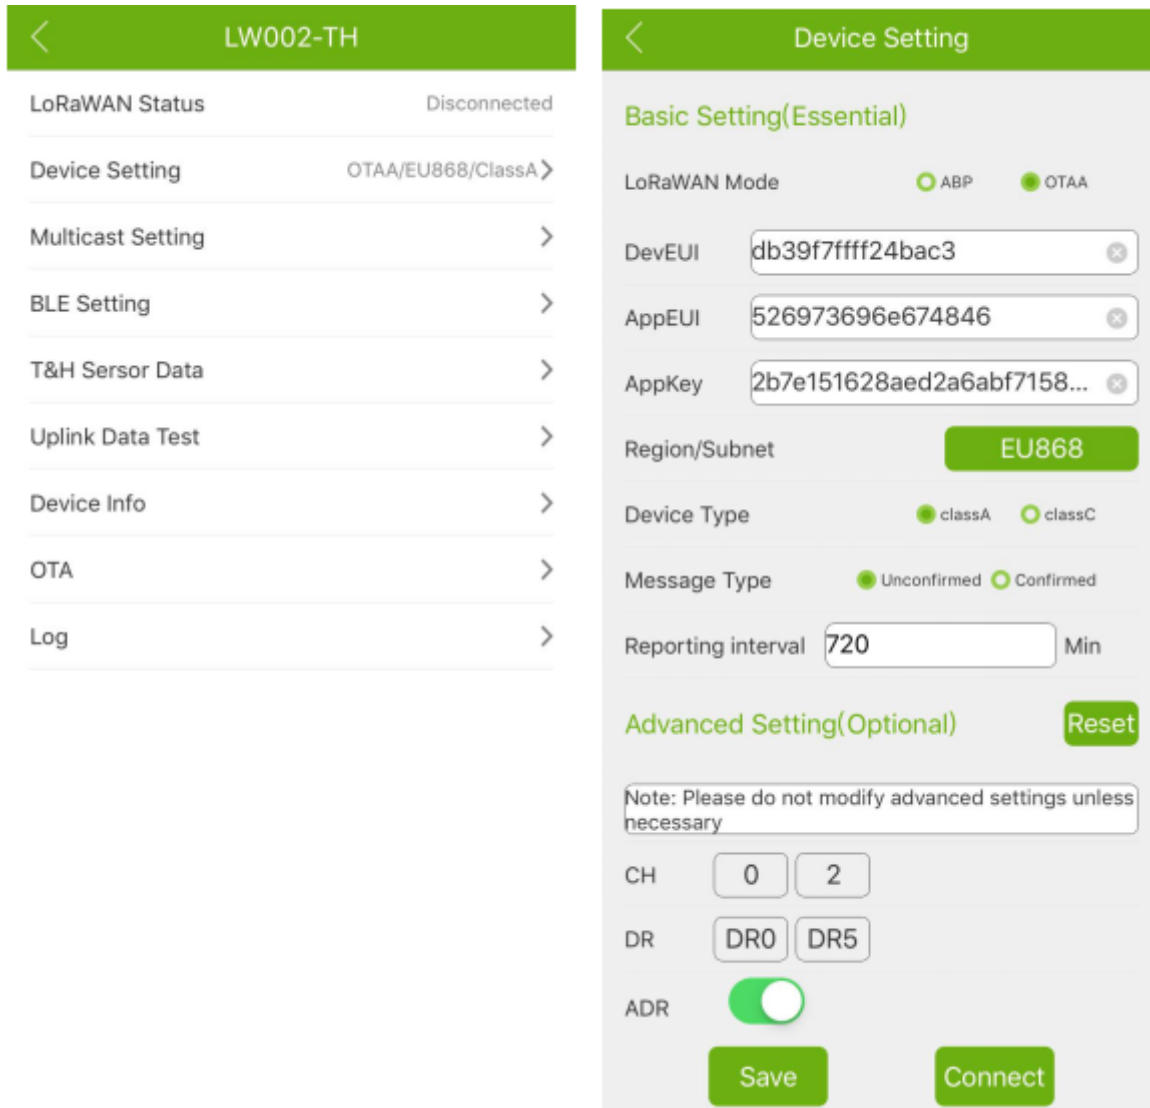 LW002-TH
LoRaWAN Status Disconnected
Device Setting OTAA/EU868/ClassA
Multicast Setting
BLE Setting
T&H Sersor Data
Uplink Data Test
Device Info
OTA
Log
Device Setting
Basic Setting(Essential)
LoRaWAN Mode ABP OTAA
DevEUI db39f7ffff24bac3
AppEUI 526973696e674846
AppKey 2b7e151628aed2a6abf7158...
Region/Subnet EU868
Device Type classA classC
Message Type Unconfirmed Confirmed
Reporting interval 720 Min
Advanced Setting(Optional) Reset
Note: Please do not modify advanced settings unless
necessary
CH 0 2
DR DR0 DR5
ADR
Save Connect